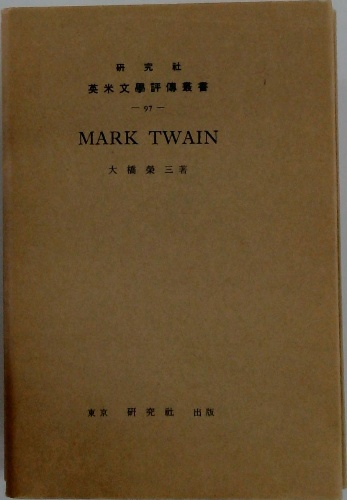 研究社
英米文學評傳叢書
— 97 —
MARK TWAIN
大橋榮三著
東京 研究社 出版